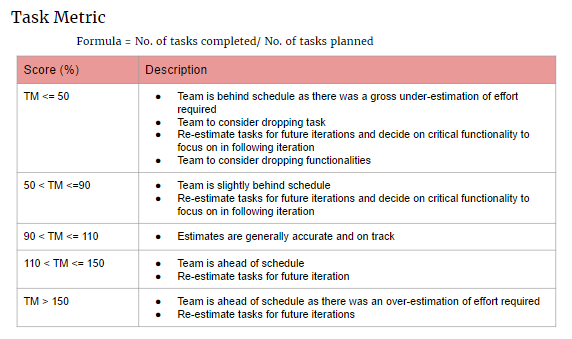 Task Metric
Formula = No. of tasks completed/ No. of tasks planned
Score (%) Description
TM <= 50
● Team is behind schedule as there was a gross under-estimation of effort
required
● Team to consider dropping task
● Re-estimate tasks for future iterations and decide on critical functionality to
focus on in following iteration
● Team to consider dropping functionalities
50 < TM <=90
● Team is slightly behind schedule
● Re-estimate tasks for future iterations and decide on critical functionality to
focus on in following iteration
90 < TM <= 110
● Estimates are generally accurate and on track
110 < TM <= 150
● Team is ahead of schedule
● Re-estimate tasks for future iteration
TM > 150
● Team is ahead of schedule as there was an over-estimation of effort required
● Re-estimate tasks for future iterations